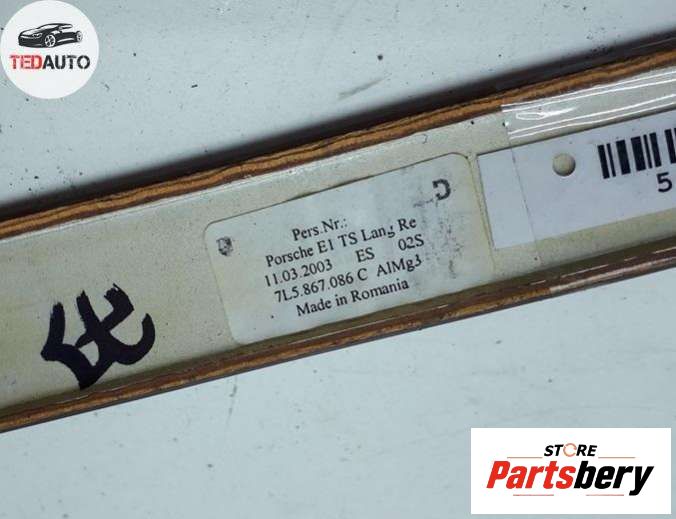 TEDAUTO
Pers.Nr.:
Porsche E1 TS Lang Re
11.03.2003 ES 02S
7L5.867.086 C AlMg3
Made in Romania
5
STORE
Partsbery